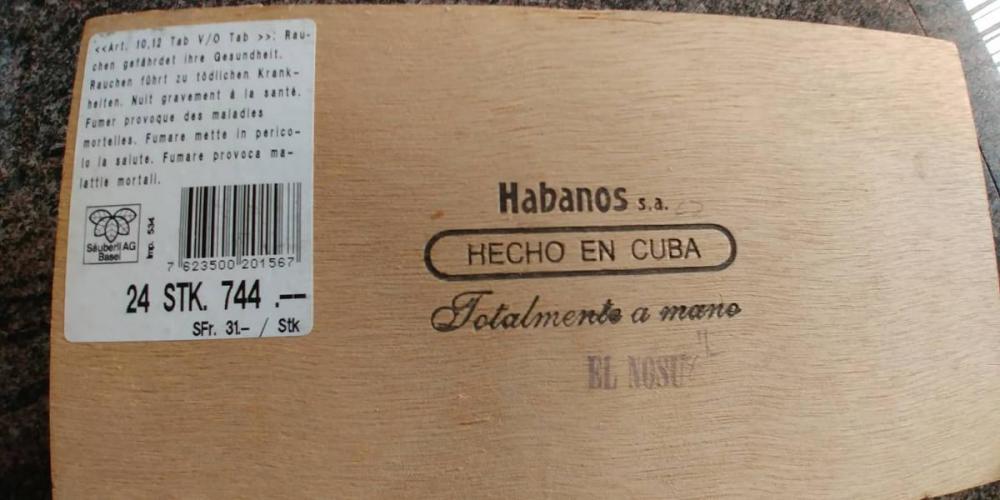 <<Art. 10,12 Tab V/O Tab >>: Rau-
chen gefährdet ihre Gesundheit.
Rauchen führt zu tödlichen Krank-
heiten. Nuit gravement à la santé.
Fumer provoque des maladies
mortelles. Fumare mette in perico-
lo la salute. Fumare provoca ma-
lattie mortali.
Säuberli AG
Basel
Imp. 534
7 623500 201567
24 STK. 744 .--
SFr. 31.- / Stk
Habanos s.a.
HECHO EN CUBA
Totalmente a mano
EL NOSU